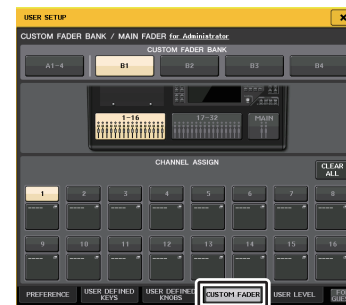 USER SETUP
CUSTOM FADER BANK / MAIN FADER for Administrator
CUSTOM FADER BANK
A1-4 B1 B2 B3 B4
1-16 17-32 MAIN
CHANNEL ASSIGN
CLEAR ALL
1 2 3 4 5 6 7 8
---- ---- ---- ---- ---- ---- ---- ----
9 10 11 12 13 14 15 16
---- ---- ---- ---- ---- ---- ---- ----
PREFERENCE USER DEFINED KEYS USER DEFINED KNOBS CUSTOM FADER USER LEVEL